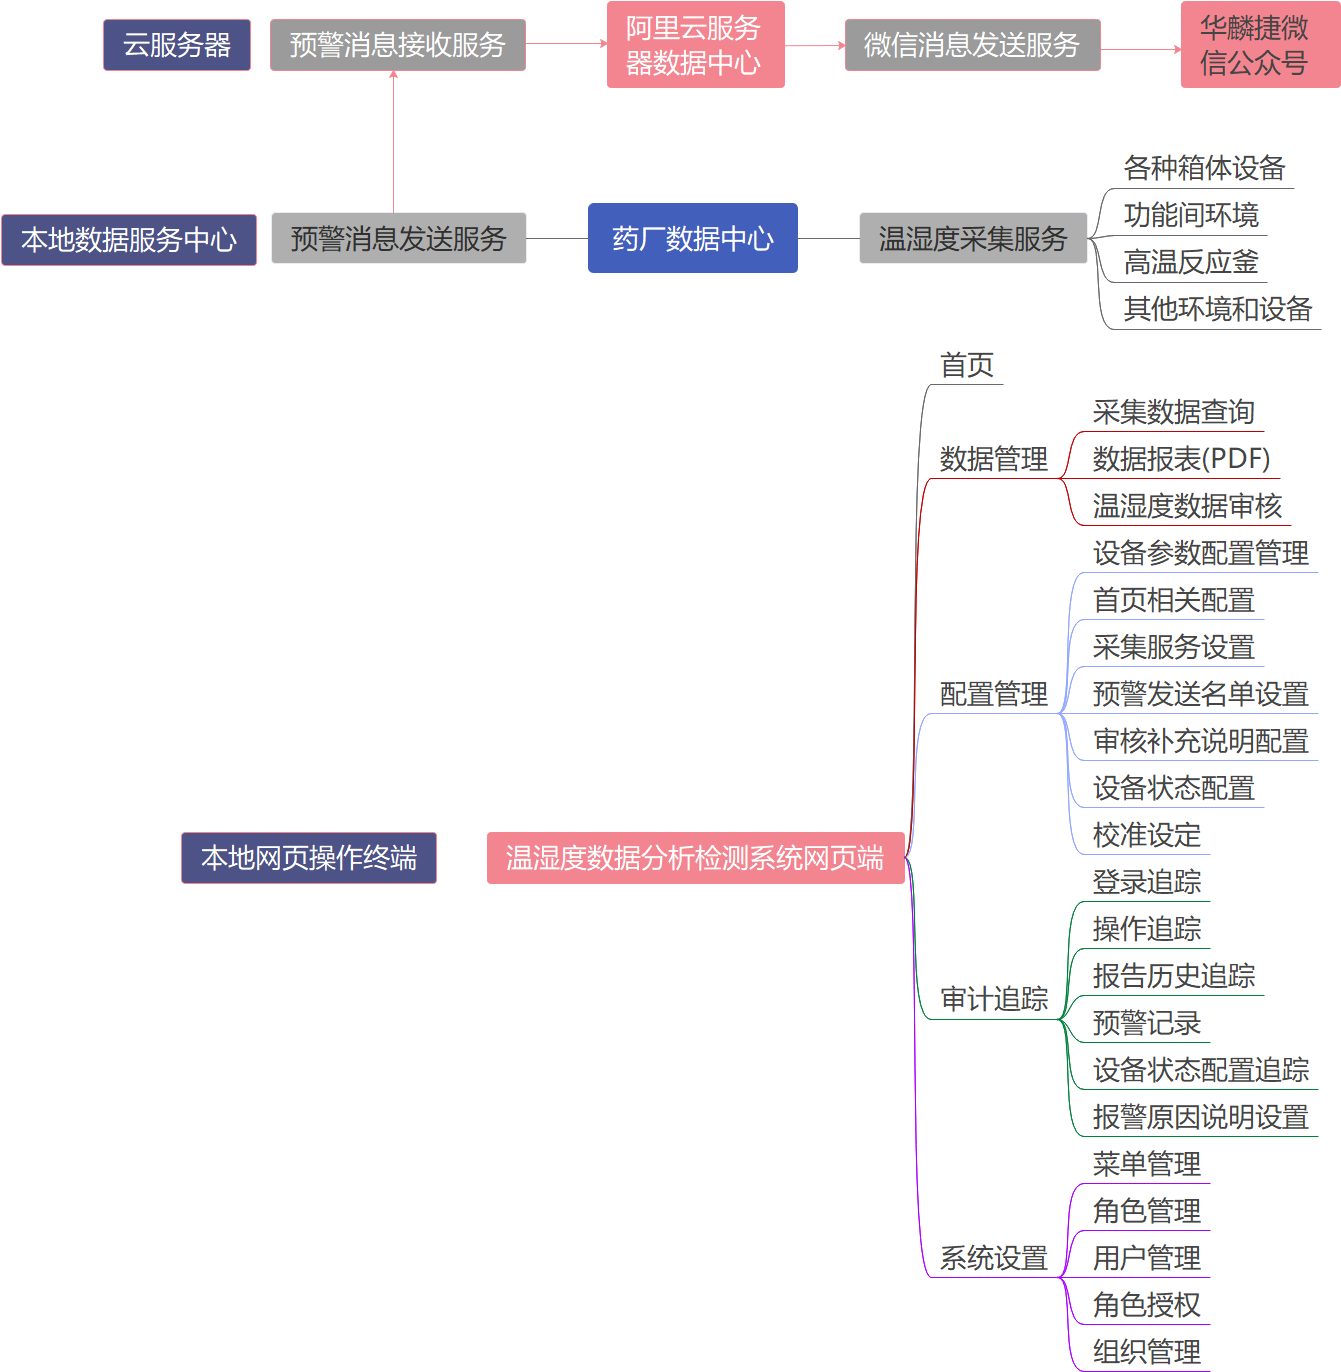 云服务器
预警消息接收服务
阿里云服务
器数据中心
微信消息发送服务
华麟捷微
信公众号
本地数据服务中心
预警消息发送服务
药厂数据中心
温湿度采集服务
各种箱体设备
功能间环境
高温反应釜
其他环境和设备
本地网页操作终端
温湿度数据分析检测系统网页端
首页
数据管理
采集数据查询
数据报表(PDF)
温湿度数据审核
配置管理
设备参数配置管理
首页相关配置
采集服务设置
预警发送名单设置
审核补充说明配置
设备状态配置
校准设定
审计追踪
登录追踪
操作追踪
报告历史追踪
预警记录
设备状态配置追踪
报警原因说明设置
系统设置
菜单管理
角色管理
用户管理
角色授权
组织管理